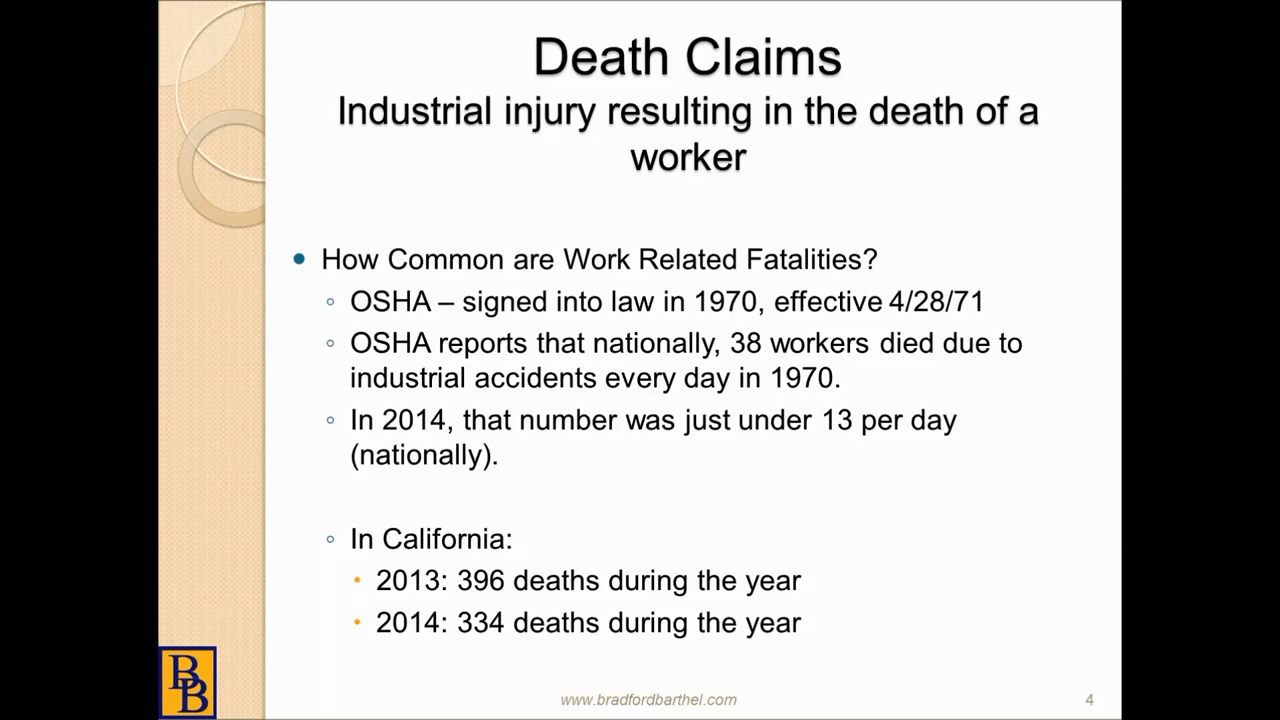 Death Claims
Industrial injury resulting in the death of a
worker
• How Common are Work Related Fatalities?
◦ OSHA – signed into law in 1970, effective 4/28/71
◦ OSHA reports that nationally, 38 workers died due to
industrial accidents every day in 1970.
◦ In 2014, that number was just under 13 per day
(nationally).
◦ In California:
• 2013: 396 deaths during the year
• 2014: 334 deaths during the year
BB
www.bradfordbarthel.com
4